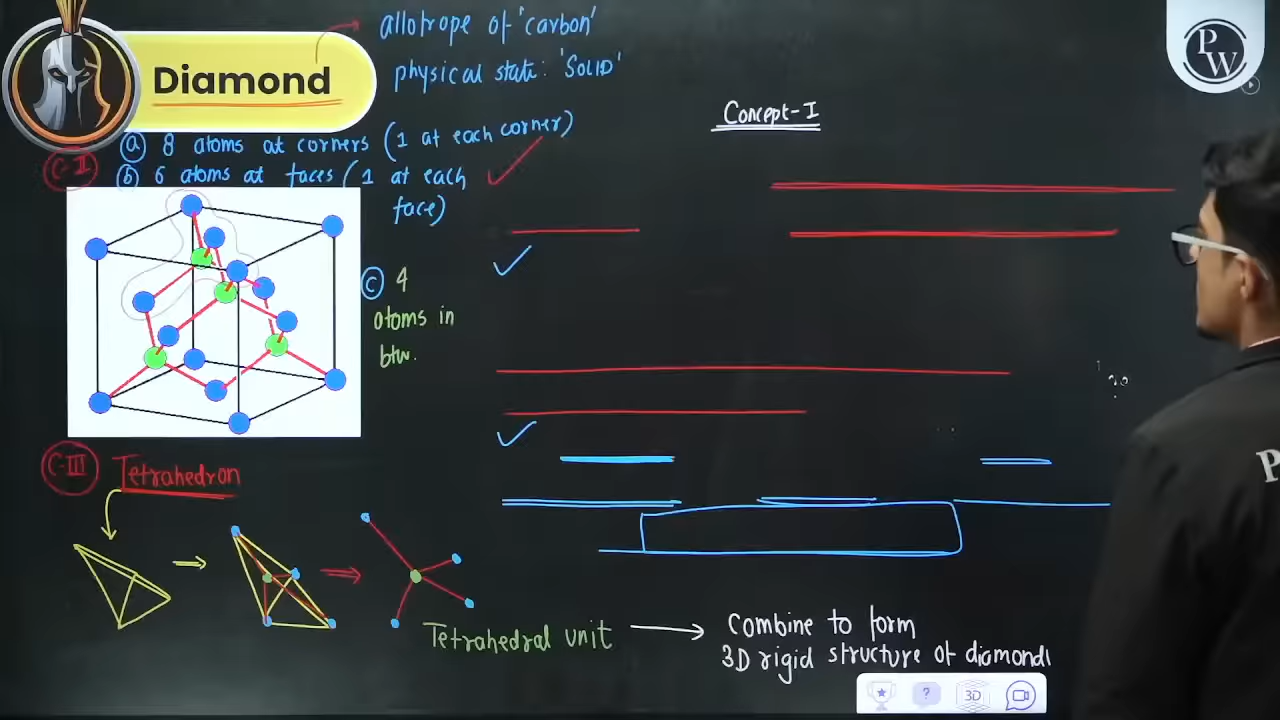 Diamond
allotrope of 'carbon'
physical state: 'SOLID'
PW
Concept-I
C-II
(a) 8 atoms at corners (1 at each corner)
(b) 6 atoms at faces (1 at each
face)
(c) 4
atoms in
btw.
C-III Tetrahedron
Tetrahedral unit
Combine to form
3D rigid structure of diamond
P
?
3D